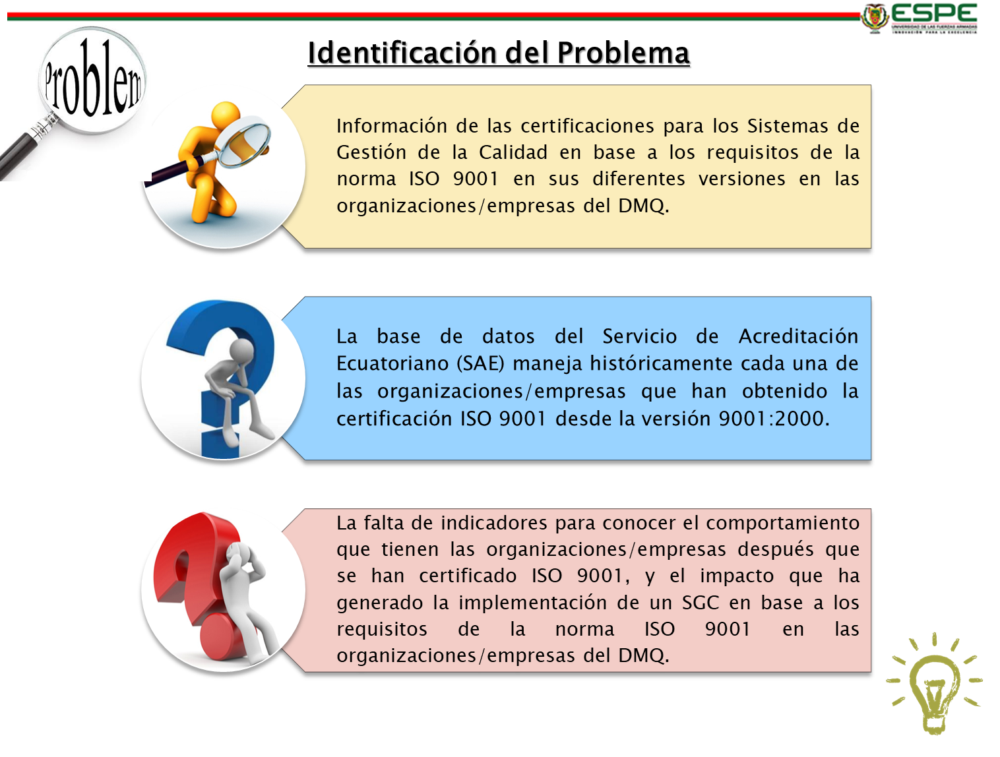 ESPE
UNIVERSIDAD DE LAS FUERZAS ARMADAS
INNOVACIÓN PARA LA EXCELENCIA
Identificación del Problema
Problem
Información de las certificaciones para los Sistemas de
Gestión de la Calidad en base a los requisitos de la
norma ISO 9001 en sus diferentes versiones en las
organizaciones/empresas del DMQ.
La base de datos del Servicio de Acreditación
Ecuatoriano (SAE) maneja históricamente cada una de
las organizaciones/empresas que han obtenido la
certificación ISO 9001 desde la versión 9001:2000.
La falta de indicadores para conocer el comportamiento
que tienen las organizaciones/empresas después que
se han certificado ISO 9001, y el impacto que ha
generado la implementación de un SGC en base a los
requisitos de la norma ISO 9001 en las
organizaciones/empresas del DMQ.